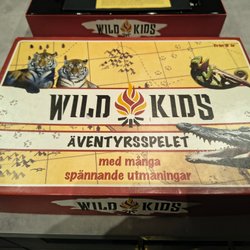 WILD KIDS
WILD KIDS
ÄVENTYRSSPELET
med många
spännande utmaningar
WILD KIDS